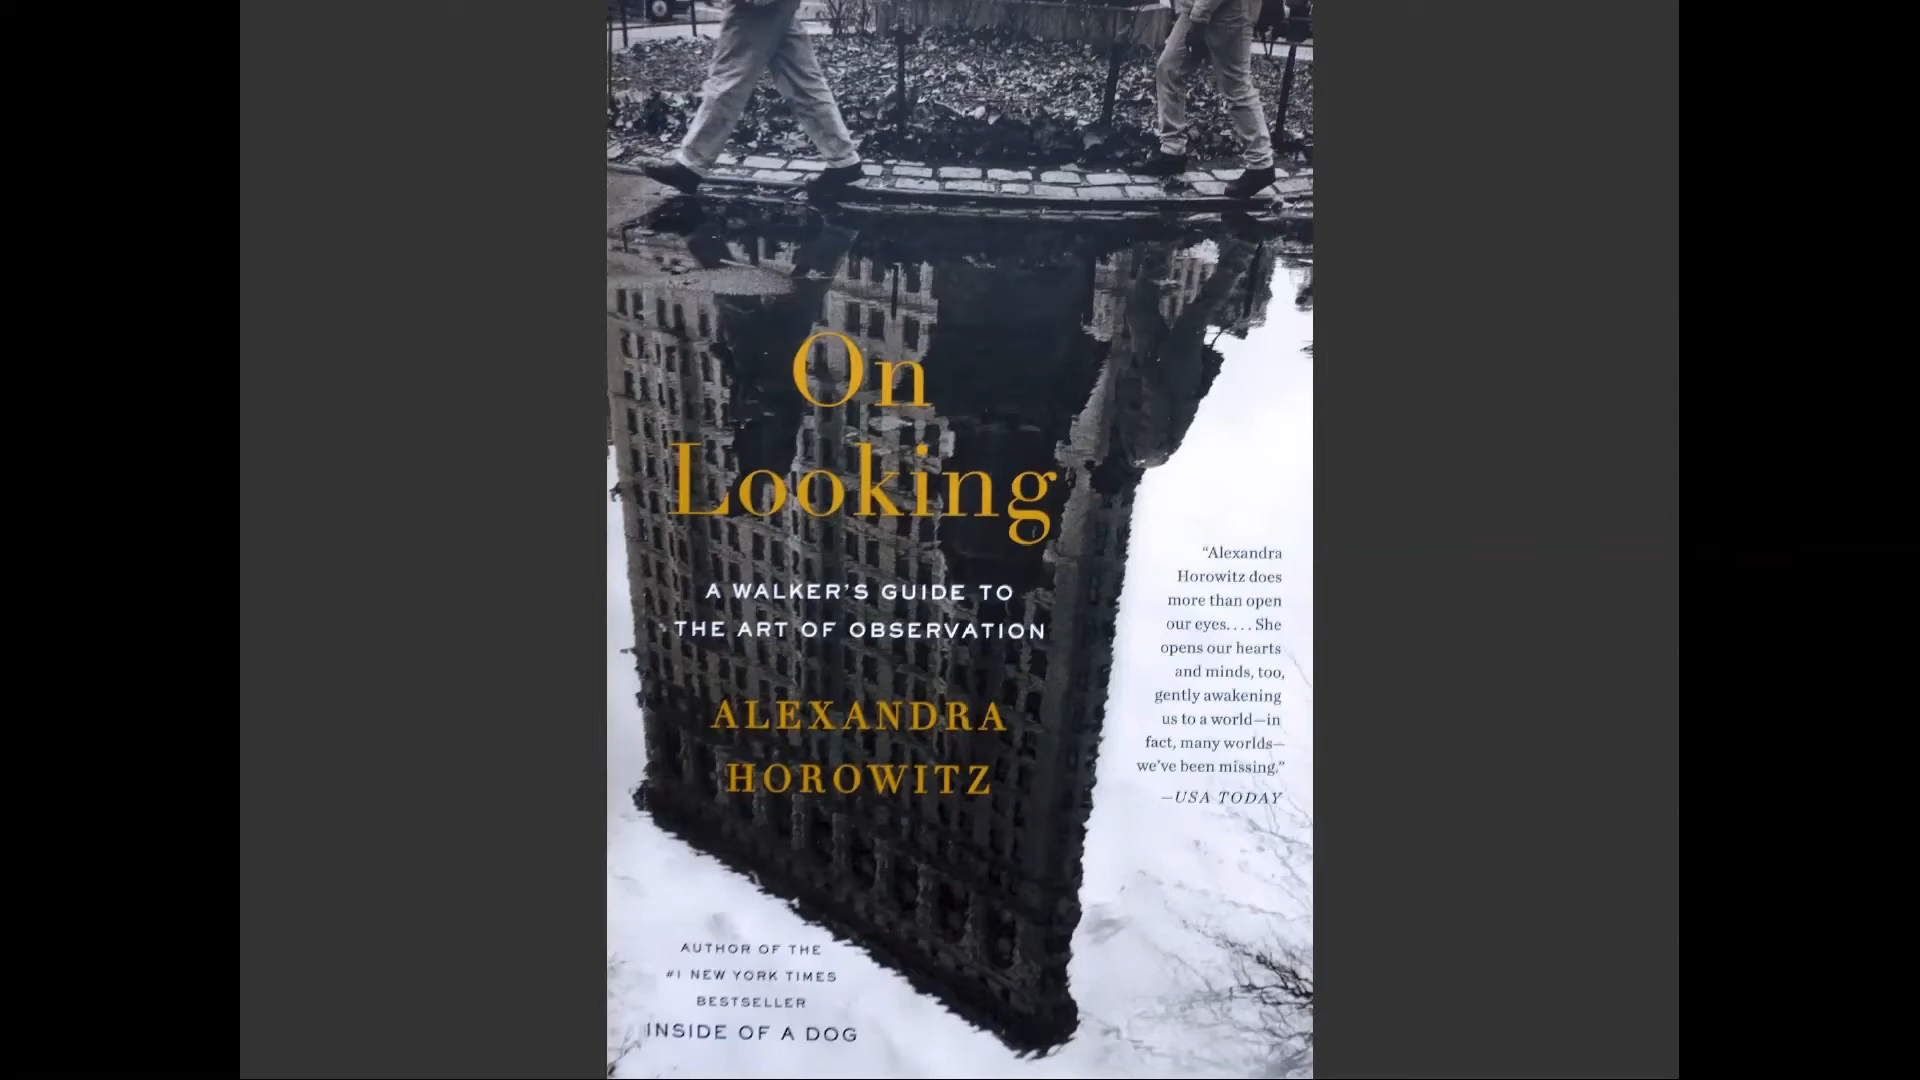 On
Looking
A WALKER'S GUIDE TO
THE ART OF OBSERVATION
ALEXANDRA
HOROWITZ
“Alexandra
Horowitz does
more than open
our eyes. . . . She
opens our hearts
and minds, too,
gently awakening
us to a world—in
fact, many worlds—
we’ve been missing.”
—USA TODAY
AUTHOR OF THE
#1 NEW YORK TIMES
BESTSELLER
INSIDE OF A DOG